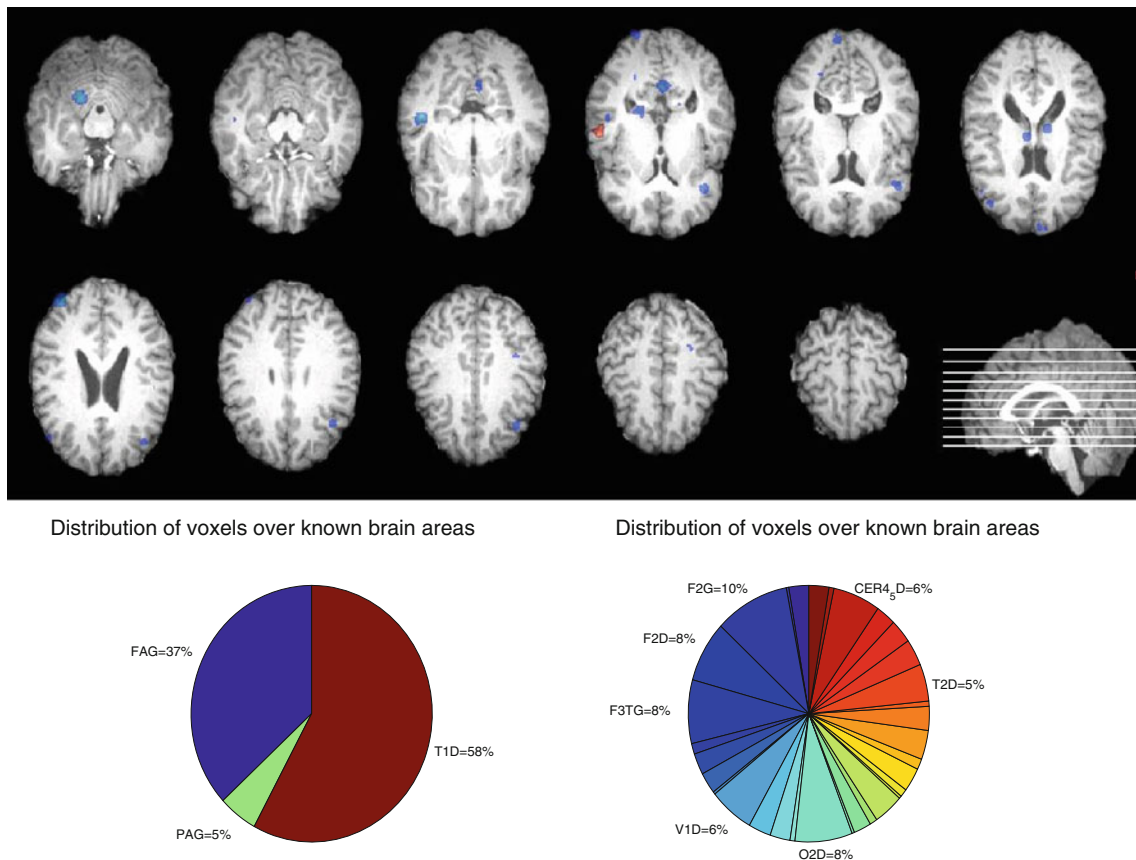 Distribution of voxels over known brain areas
FAG=37%
T1D=58%
PAG=5%
Distribution of voxels over known brain areas
F2G=10%
CER4₅D=6%
F2D=8%
T2D=5%
F3TG=8%
V1D=6%
O2D=8%